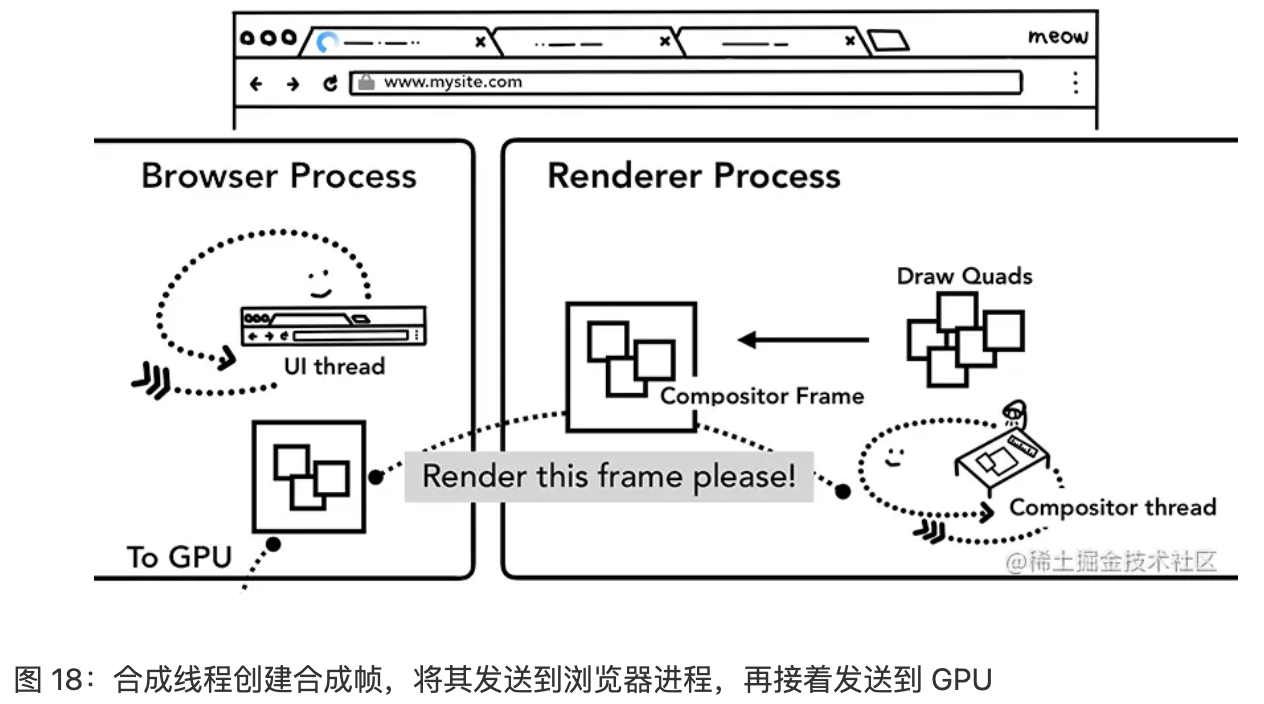 meow
www.mysite.com
Browser Process
Renderer Process
Draw Quads
UI thread
Compositor Frame
Render this frame please!
Compositor thread
To GPU
@稀土掘金技术社区
图 18：合成线程创建合成帧，将其发送到浏览器进程，再接着发送到 GPU